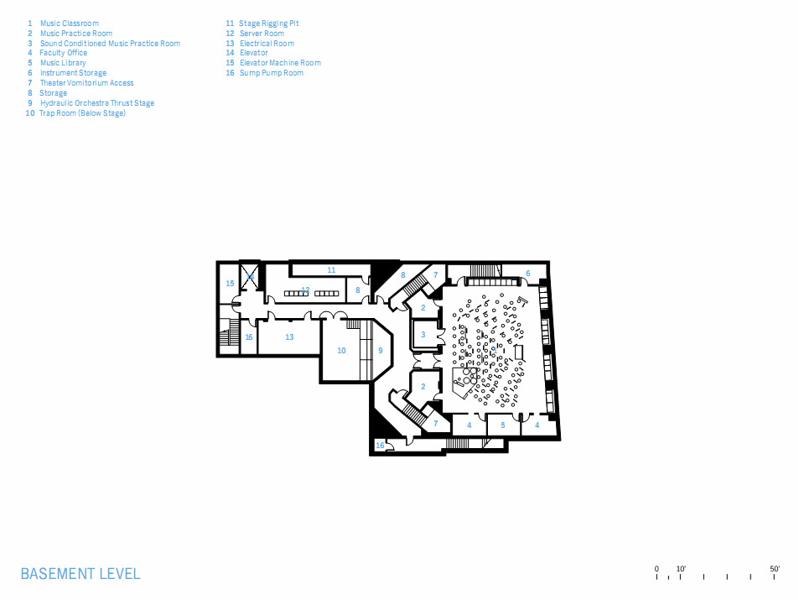 1 Music Classroom
2 Music Practice Room
3 Sound Conditioned Music Practice Room
4 Faculty Office
5 Music Library
6 Instrument Storage
7 Theater Vomitorium Access
8 Storage
9 Hydraulic Orchestra Thrust Stage
10 Trap Room (Below Stage)
11 Stage Rigging Pit
12 Server Room
13 Electrical Room
14 Elevator
15 Elevator Machine Room
16 Sump Pump Room
11
8
7
6
15
14
12
8
2
16
13
10
9
3
1
2
7
4
5
4
16
BASEMENT LEVEL
0 10' 50'